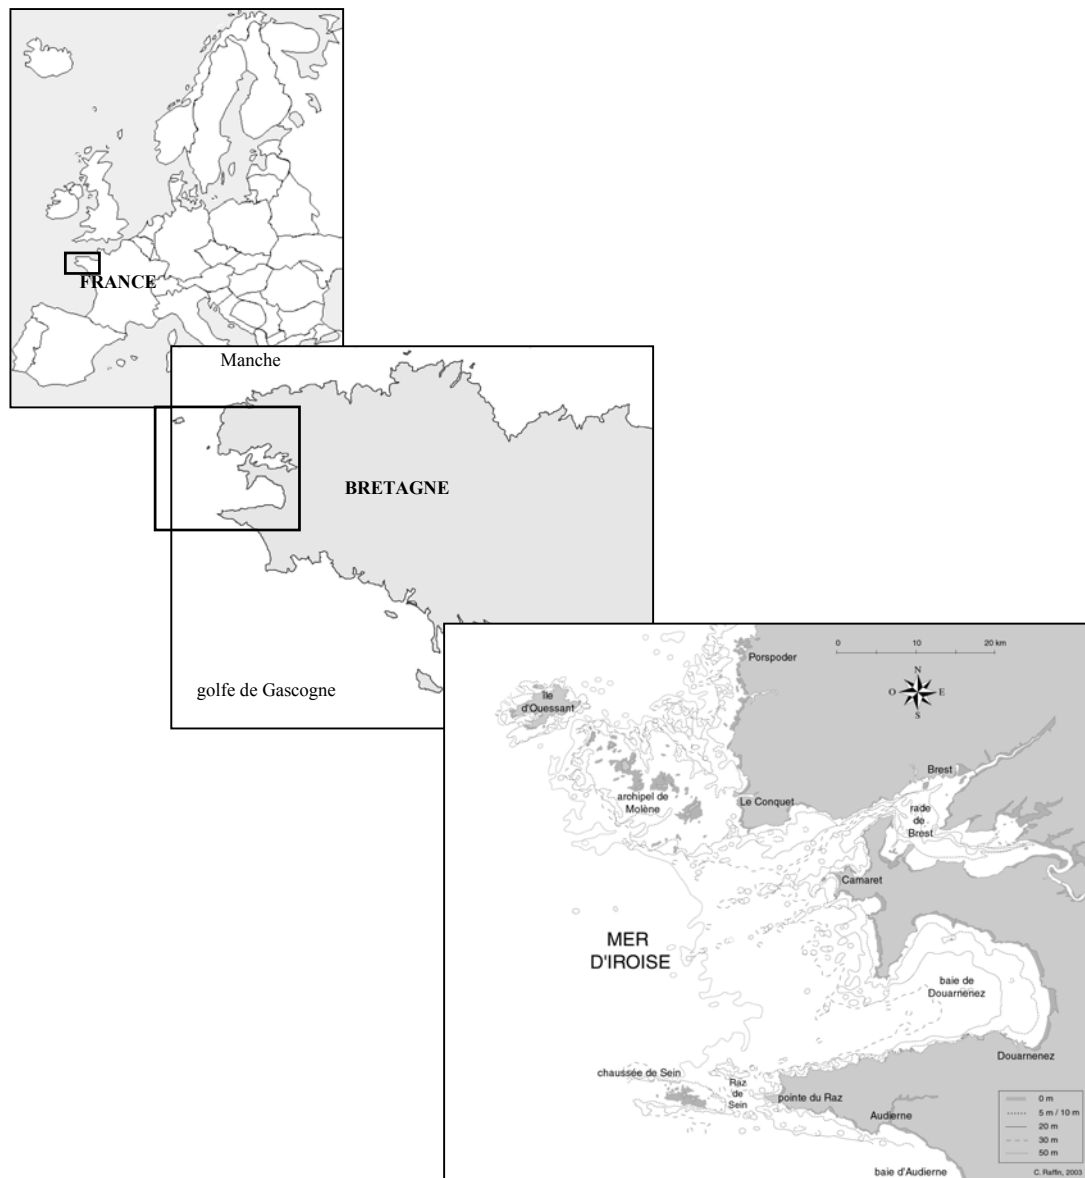 FRANCE
Manche
BRETAGNE
golfe de Gascogne
Porspoder
0 10 20 km
N
O E
S
île
d'Ouessant
Brest
archipel de
Molène
Le Conquet
rade
de
Brest
Camaret
MER
D'IROISE
baie de
Douarnenez
Douarnenez
chaussée de Sein
Raz
de
Sein
pointe du Raz
Audierne
baie d'Audierne
0 m
5 m / 10 m
20 m
30 m
50 m
C. Raffin, 2003